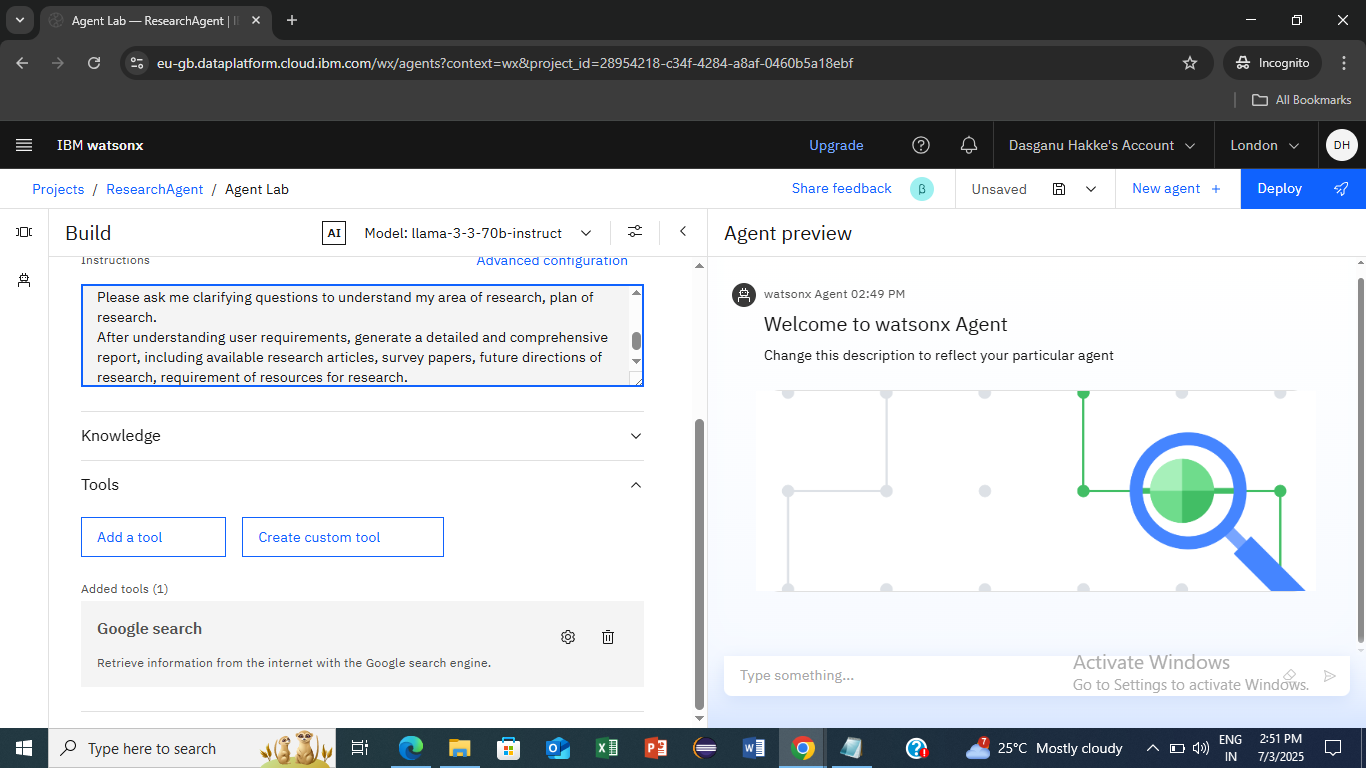 Agent Lab — ResearchAgent |
eu-gb.dataplatform.cloud.ibm.com/wx/agents?context=wx&project_id=28954218-c34f-4284-a8af-0460b5a18ebf
Incognito
All Bookmarks
IBM watsonx
Upgrade
Dasganu Hakke's Account
London
DH
Projects / ResearchAgent / Agent Lab
Share feedback
β
Unsaved
New agent +
Deploy
Build
AI
Model: llama-3-3-70b-instruct
Agent preview
Instructions
Advanced configuration
Please ask me clarifying questions to understand my area of research, plan of
research.
After understanding user requirements, generate a detailed and comprehensive
report, including available research articles, survey papers, future directions of
research, requirement of resources for research.
Knowledge
Tools
Add a tool
Create custom tool
Added tools (1)
Google search
Retrieve information from the internet with the Google search engine.
watsonx Agent 02:49 PM
Welcome to watsonx Agent
Change this description to reflect your particular agent
Type something...
Activate Windows
Go to Settings to activate Windows.
Type here to search
7
25°C Mostly cloudy
ENG
IN
2:51 PM
7/3/2025